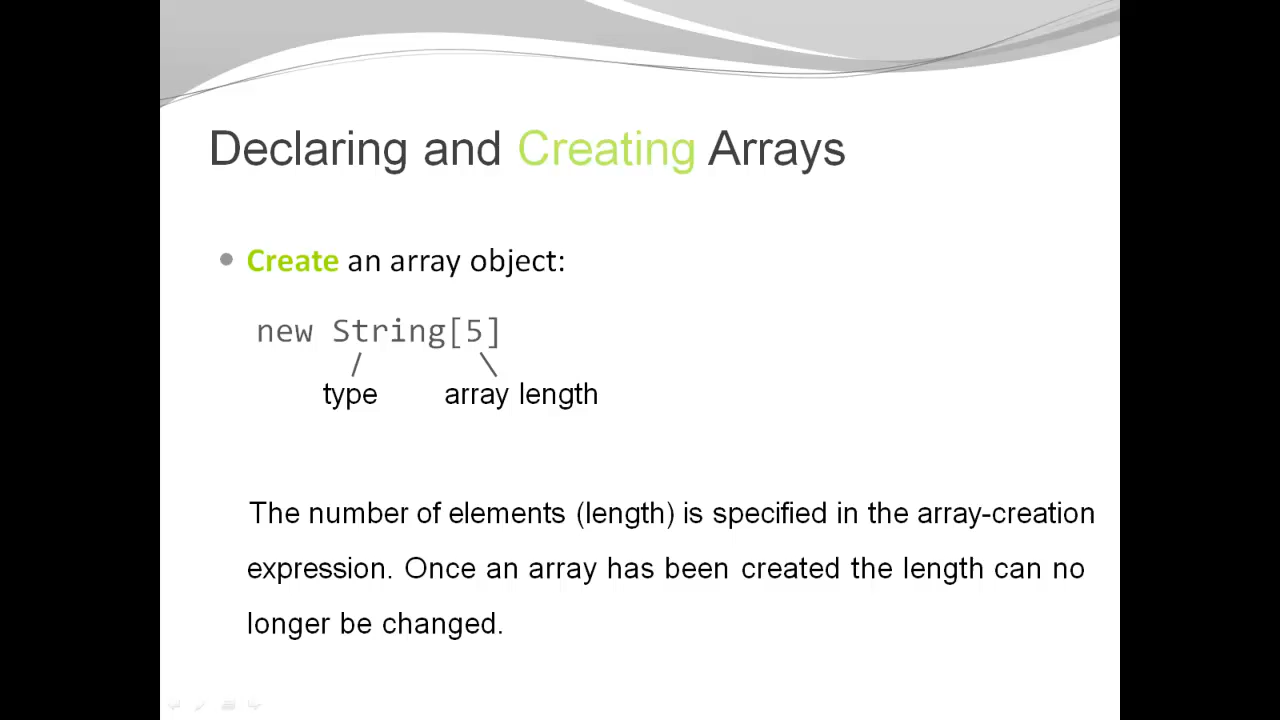 Declaring and Creating Arrays
• Create an array object:
new String[5]
type array length
The number of elements (length) is specified in the array-creation
expression. Once an array has been created the length can no
longer be changed.